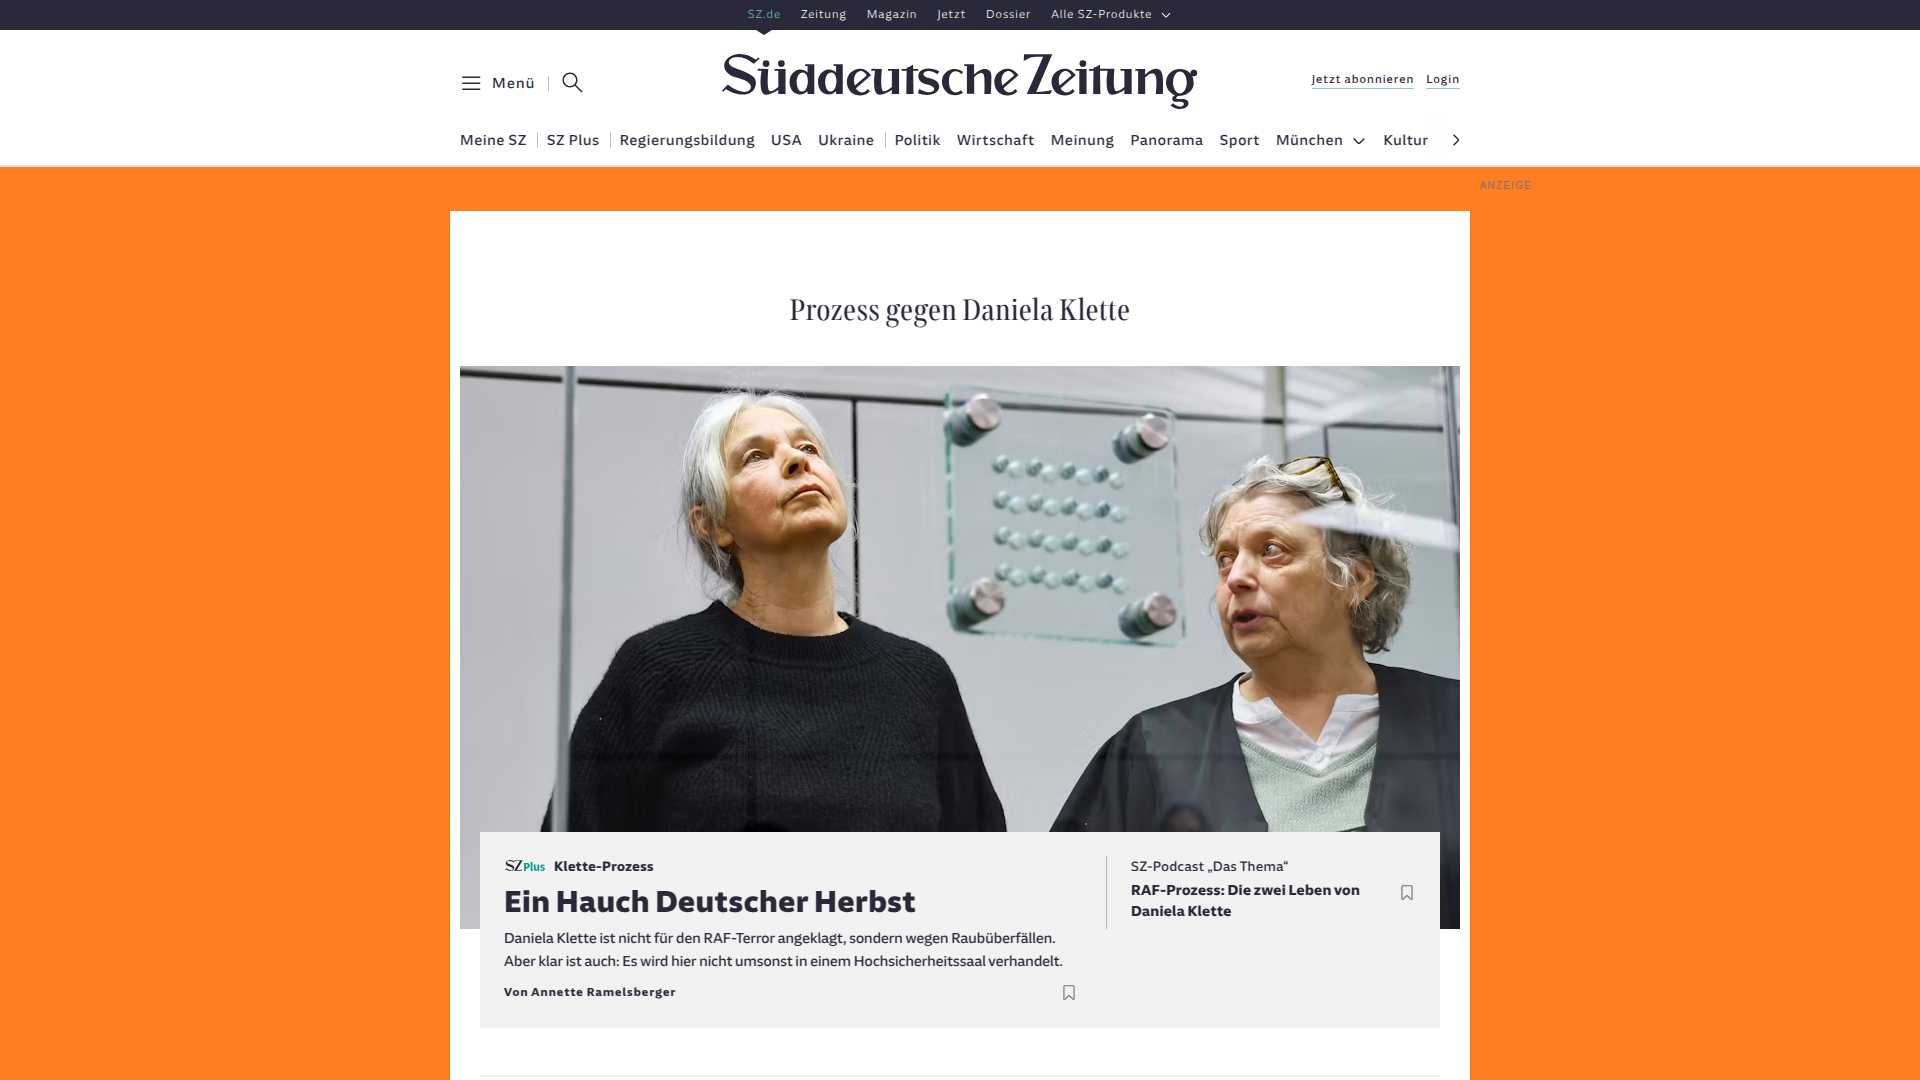 SZ.de Zeitung Magazin Jetzt Dossier Alle SZ-Produkte
Menü
Süddeutsche Zeitung
Jetzt abonnieren Login
Meine SZ SZ Plus Regierungsbildung USA Ukraine Politik Wirtschaft Meinung Panorama Sport München Kultur
ANZEIGE
Prozess gegen Daniela Klette
SZ Plus Klette-Prozess
Ein Hauch Deutscher Herbst
Daniela Klette ist nicht für den RAF-Terror angeklagt, sondern wegen Raubüberfällen.
Aber klar ist auch: Es wird hier nicht umsonst in einem Hochsicherheitssaal verhandelt.
Von Annette Ramelsberger
SZ-Podcast „Das Thema“
RAF-Prozess: Die zwei Leben von
Daniela Klette